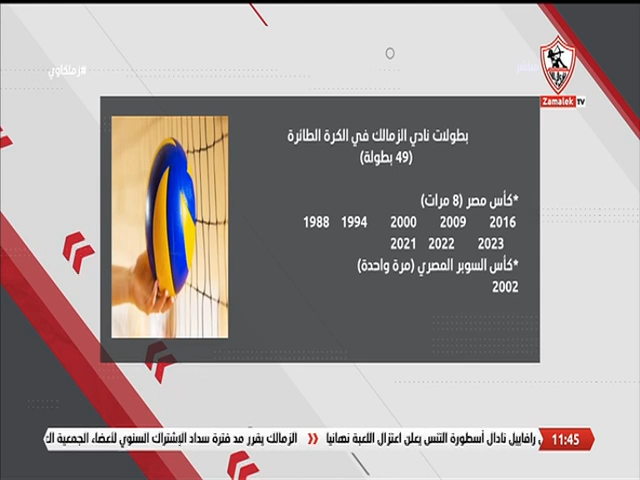 #زملكاوي
Zamalek TV
بطولات نادي الزمالك في الكرة الطائرة
(49 بطولة)
*كأس مصر (8 مرات)
2016 2009 2000 1994 1988
2023 2022 2021
*كأس السوبر المصري (مرة واحدة)
2002
11:45
رافاييل نادال أسطورة التنس يعلن اعتزال اللعبة نهائيا
الزمالك يقرر مد فترة سداد الإشتراك السنوي لأعضاء الجمعية